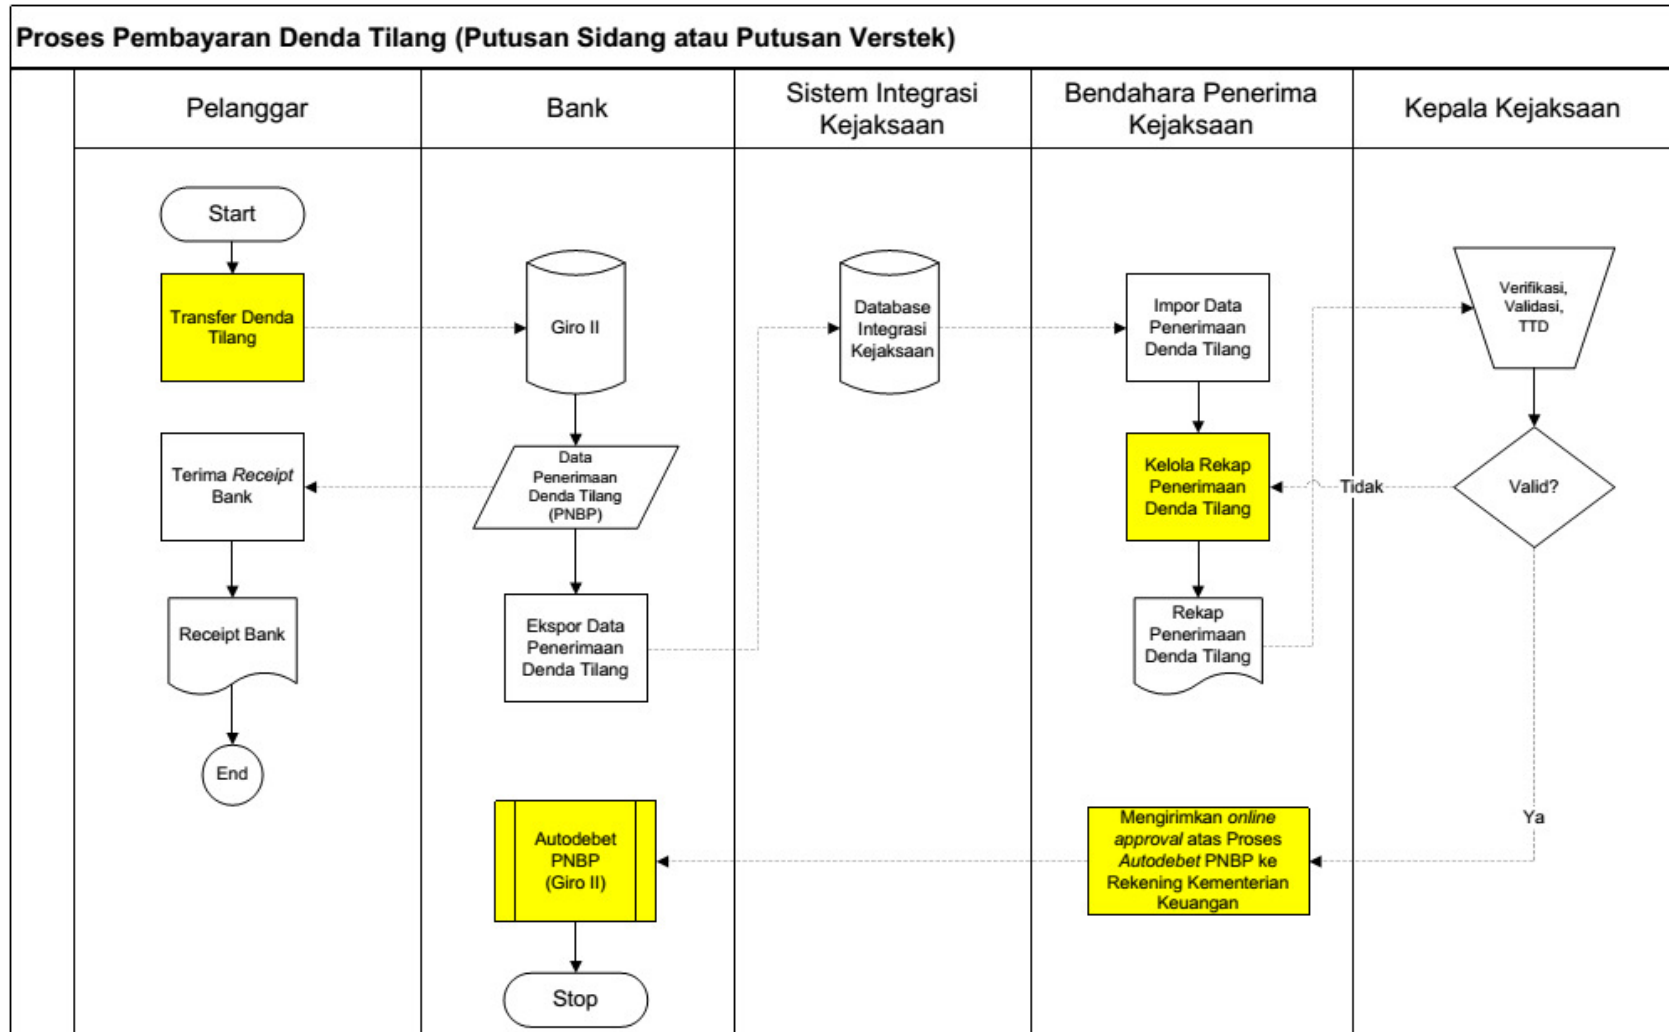 Proses Pembayaran Denda Tilang (Putusan Sidang atau Putusan Verstek)
Pelanggar
Bank
Sistem Integrasi
Kejaksaan
Bendahara Penerima
Kejaksaan
Kepala Kejaksaan
Start
Transfer Denda
Tilang
Terima Receipt
Bank
Receipt Bank
End
Giro II
Data
Penerimaan
Denda Tilang
(PNBP)
Ekspor Data
Penerimaan
Denda Tilang
Autodebet
PNBP
(Giro II)
Stop
Database
Integrasi
Kejaksaan
Impor Data
Penerimaan
Denda Tilang
Kelola Rekap
Penerimaan
Denda Tilang
Rekap
Penerimaan
Denda Tilang
Mengirimkan online
approval atas Proses
Autodebet PNBP ke
Rekening Kementerian
Keuangan
Verifikasi,
Validasi,
TTD
Valid?
Tidak
Ya